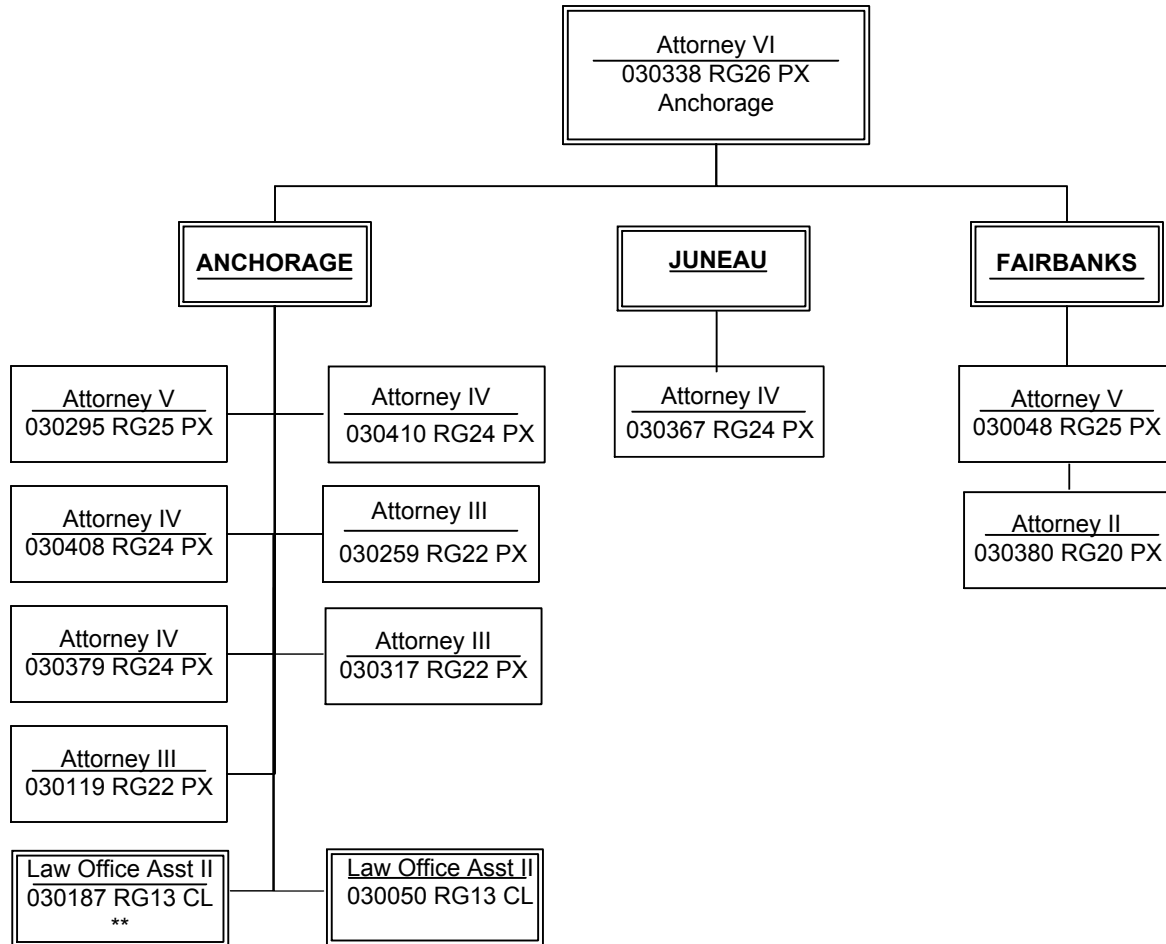 Attorney VI
030338 RG26 PX
Anchorage
ANCHORAGE
JUNEAU
FAIRBANKS
Attorney V
030295 RG25 PX
Attorney IV
030410 RG24 PX
Attorney IV
030367 RG24 PX
Attorney V
030048 RG25 PX
Attorney IV
030408 RG24 PX
Attorney III
030259 RG22 PX
Attorney II
030380 RG20 PX
Attorney IV
030379 RG24 PX
Attorney III
030317 RG22 PX
Attorney III
030119 RG22 PX
Law Office Asst II
030187 RG13 CL
**
Law Office Asst II
030050 RG13 CL